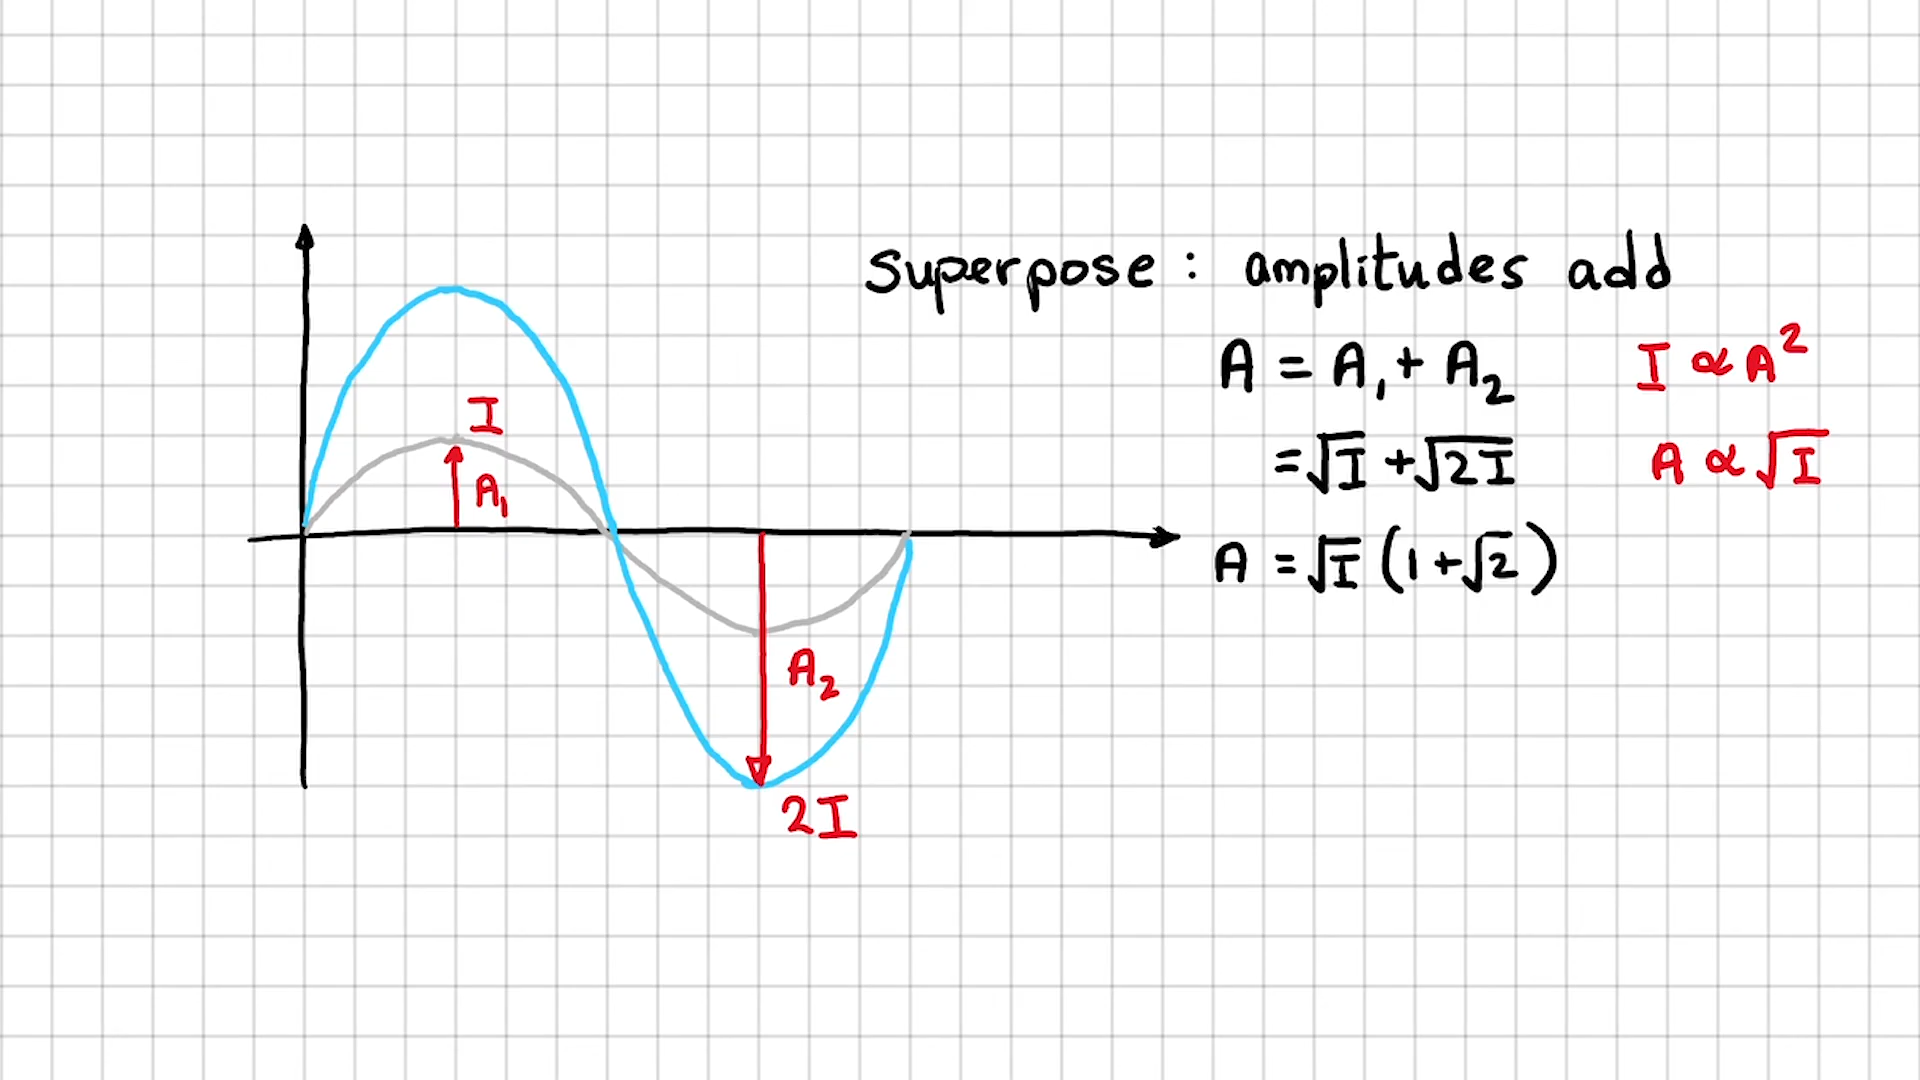 superpose : amplitudes add
A = A₁ + A₂
I ∝ A²
= √I + √2I
A ∝ √I
A = √I (1 + √2)
I
A₁
A₂
2I